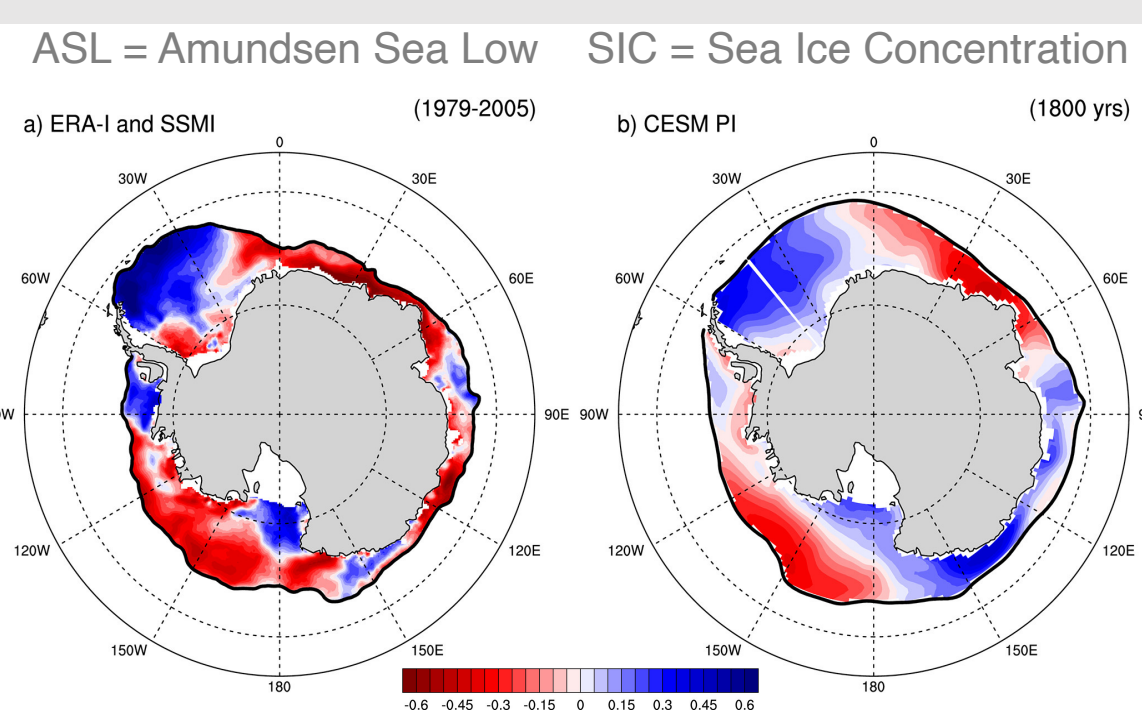 ASL = Amundsen Sea Low SIC = Sea Ice Concentration
a) ERA-I and SSMI (1979-2005) b) CESM PI (1800 yrs)
0 0
30W 30E 30W 30E
60W 60E 60W 60E
0W 90E 90W 9
120W 120E 120W 120E
150W 150E 150W 150E
180 180
-0.6 -0.45 -0.3 -0.15 0 0.15 0.3 0.45 0.6